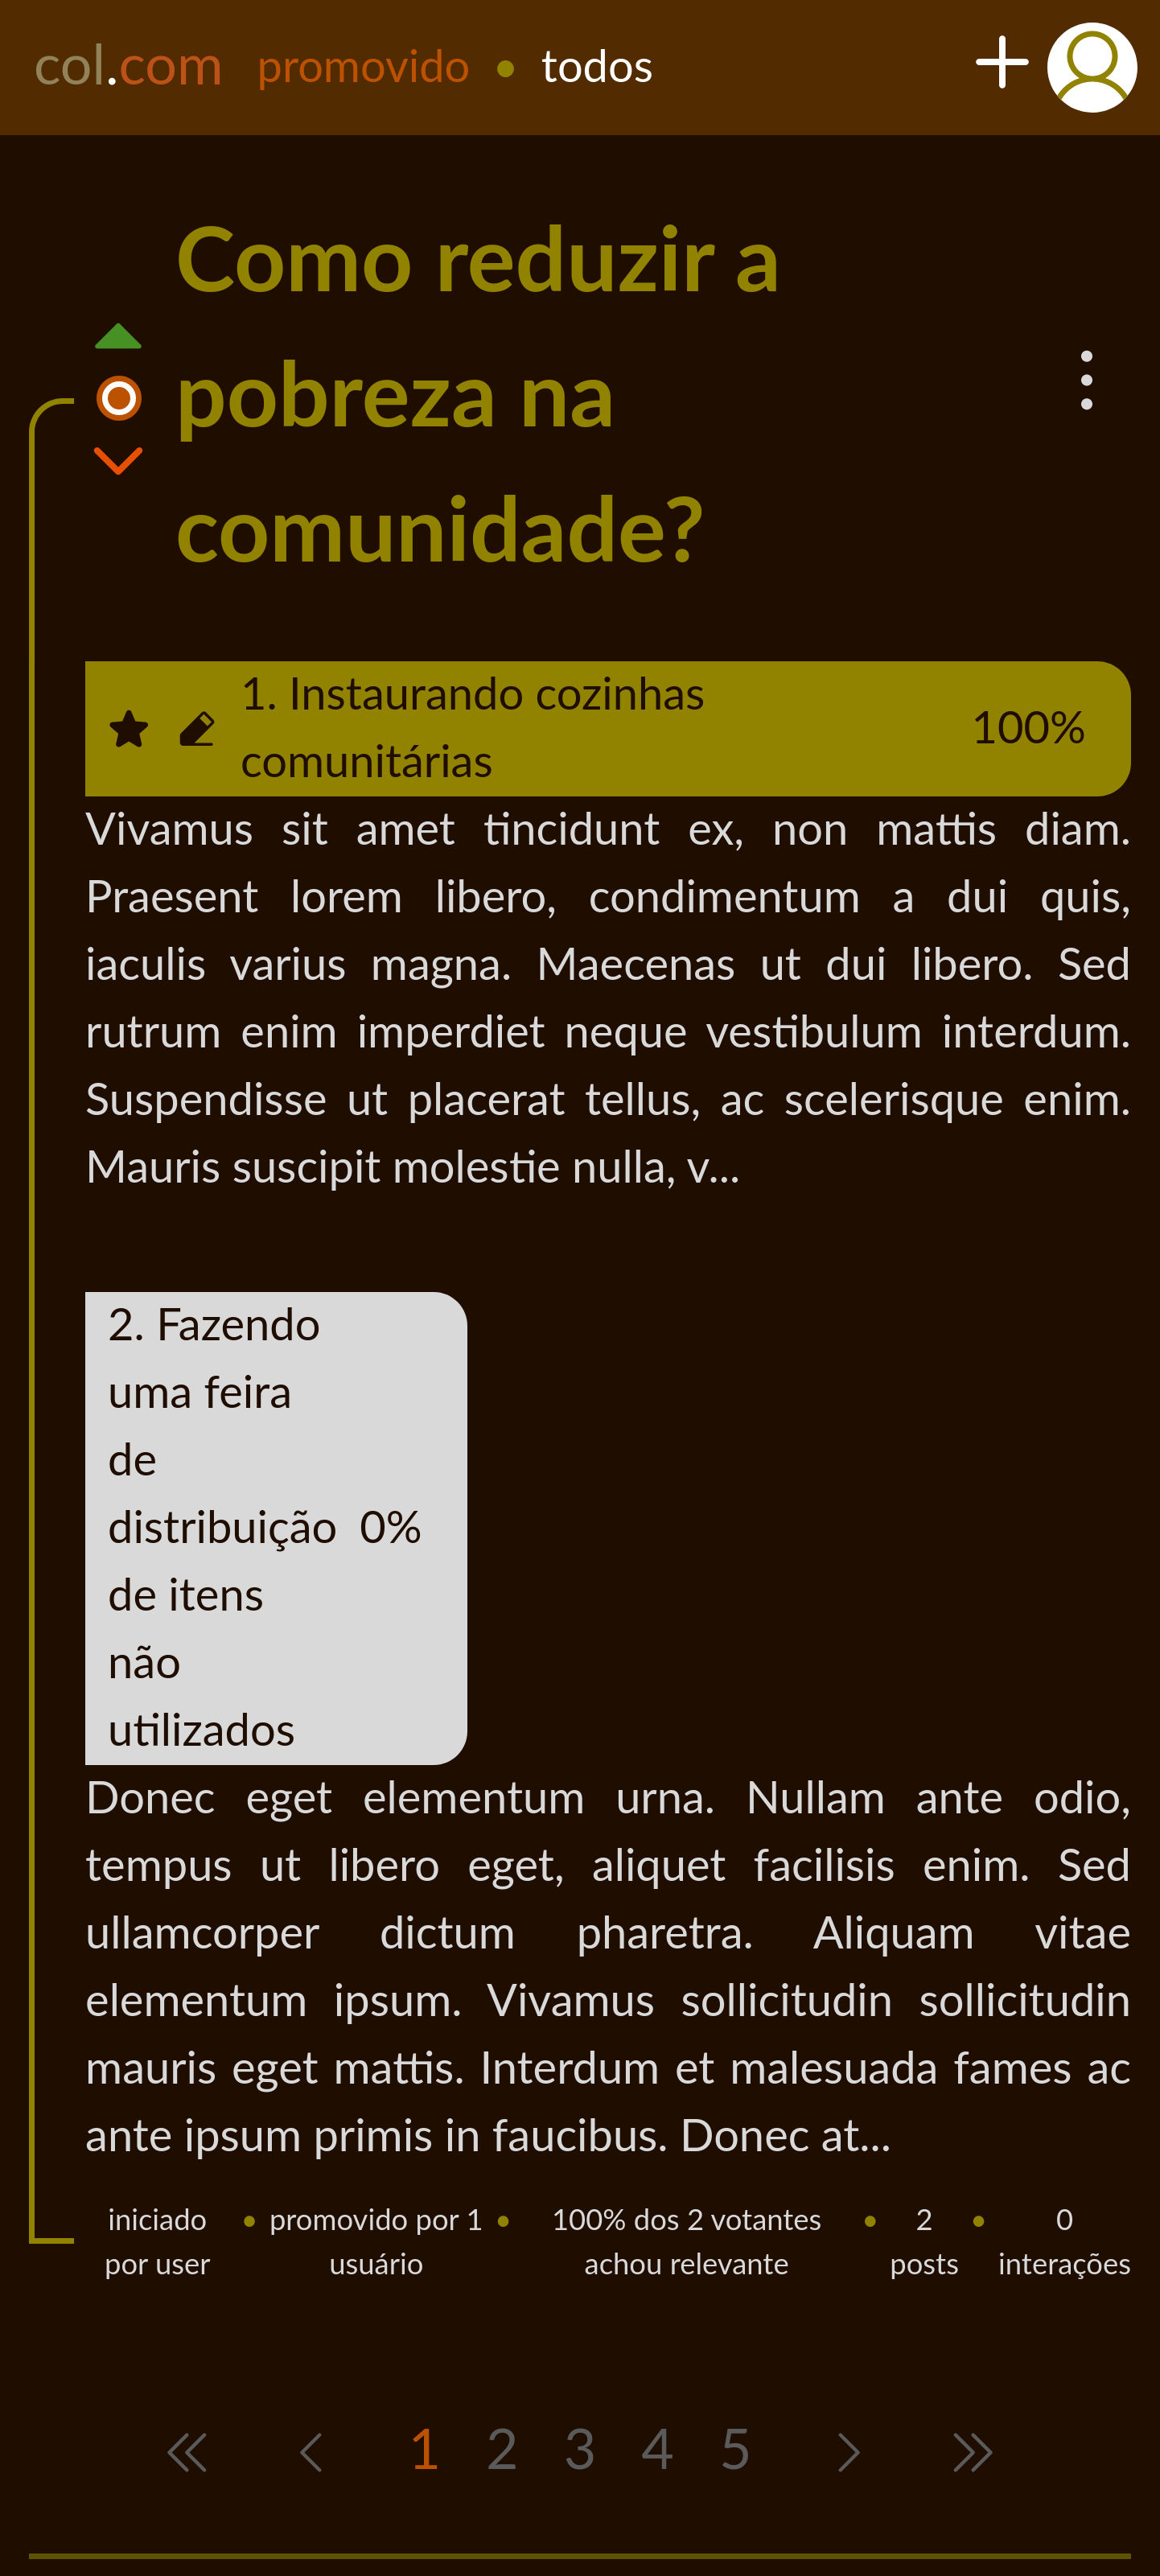 col.com promovido • todos
Como reduzir a
pobreza na
comunidade?
1. Instaurando cozinhas
comunitárias
100%
Vivamus sit amet tincidunt ex, non mattis diam.
Praesent lorem libero, condimentum a dui quis,
iaculis varius magna. Maecenas ut dui libero. Sed
rutrum enim imperdiet neque vestibulum interdum.
Suspendisse ut placerat tellus, ac scelerisque enim.
Mauris suscipit molestie nulla, v...
2. Fazendo
uma feira
de
distribuição 0%
de itens
não
utilizados
Donec eget elementum urna. Nullam ante odio,
tempus ut libero eget, aliquet facilisis enim. Sed
ullamcorper dictum pharetra. Aliquam vitae
elementum ipsum. Vivamus sollicitudin sollicitudin
mauris eget mattis. Interdum et malesuada fames ac
ante ipsum primis in faucibus. Donec at...
iniciado • promovido por 1 • 100% dos 2 votantes • 2 • 0
por user usuário achou relevante posts interações
1 2 3 4 5